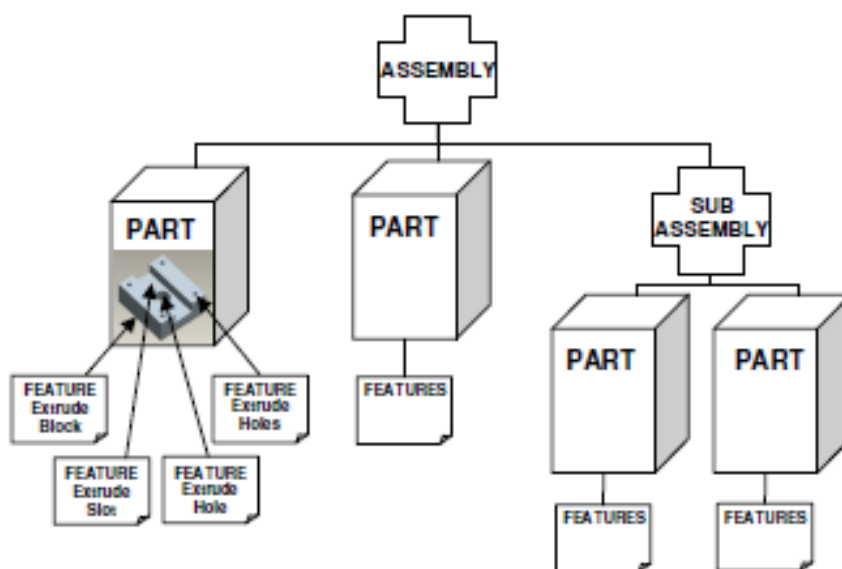 ASSEMBLY
PART
PART
SUB
ASSEMBLY
PART
PART
FEATURE
Extrude
Block
FEATURE
Extrude
Holes
FEATURES
FEATURE
Extrude
Slot
FEATURE
Extrude
Hole
FEATURES
FEATURES